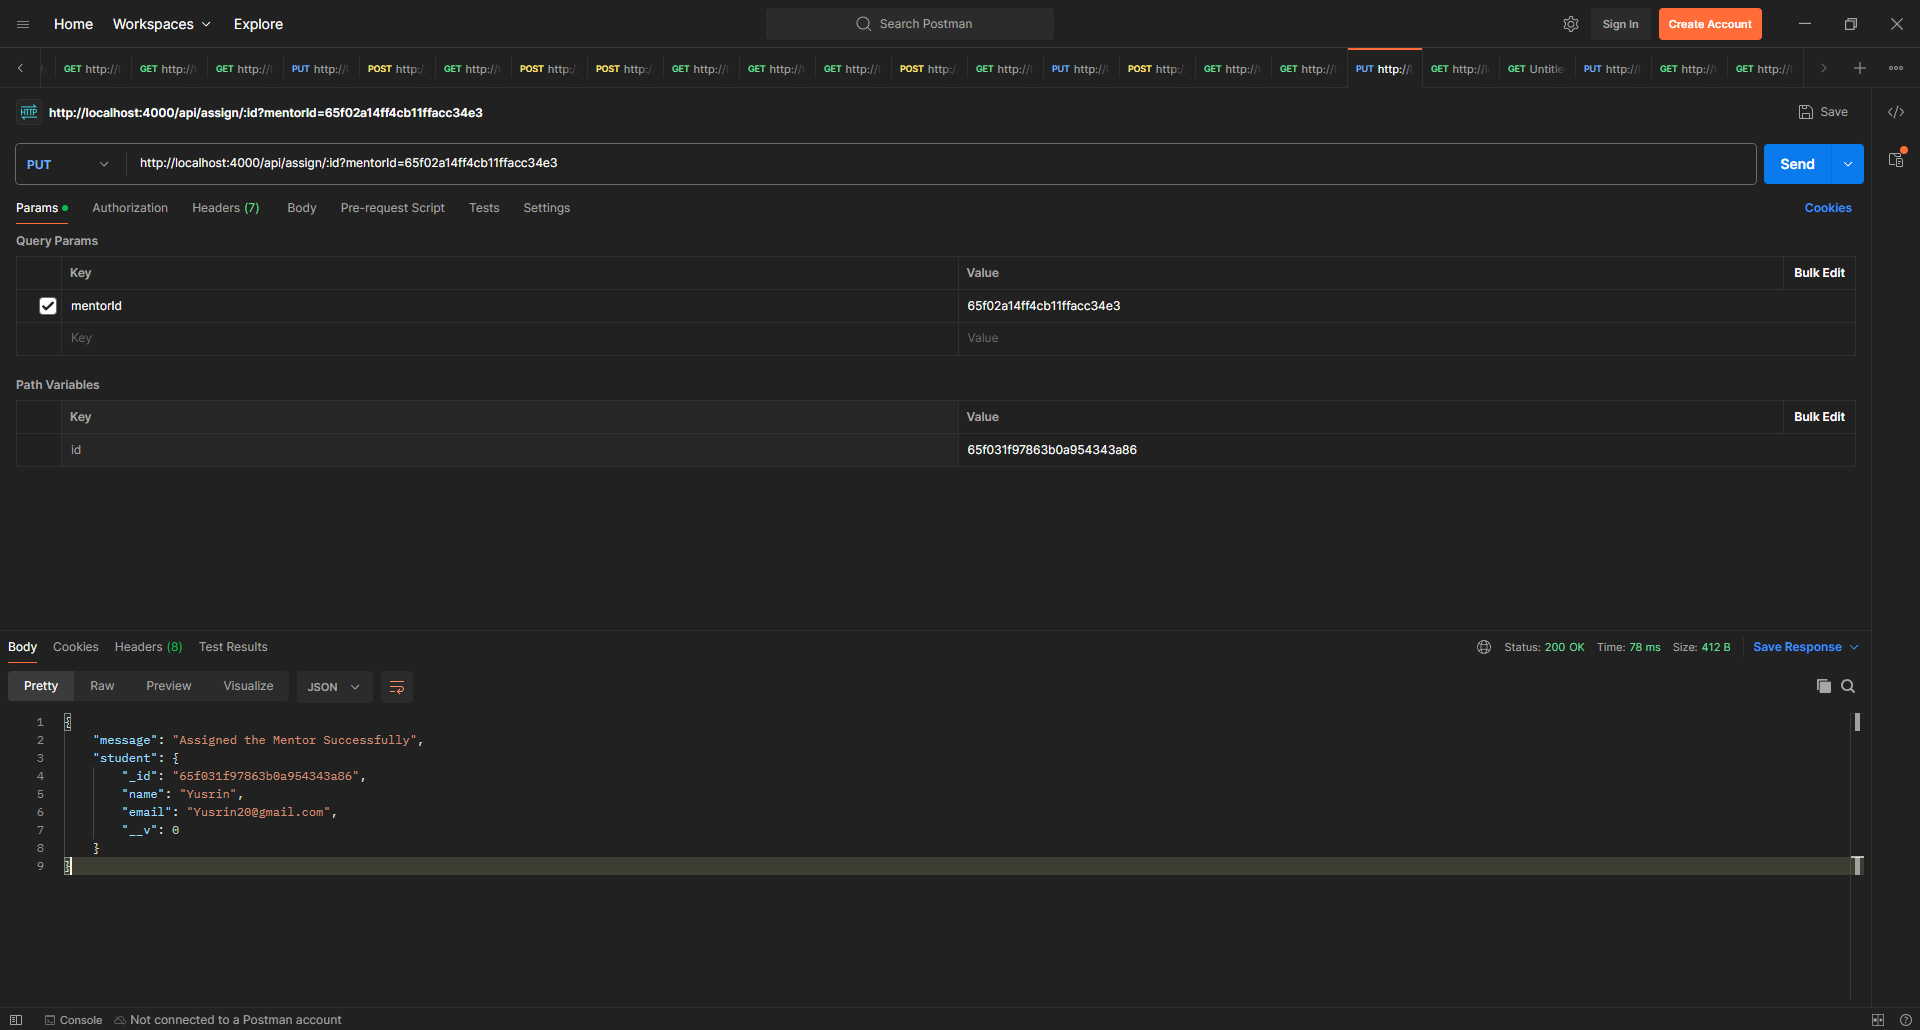 Home Workspaces Explore Search Postman Sign In Create Account
GET http:// GET http:// GET http:// PUT http:// POST http: GET http:// POST http: POST http: GET http:// GET http:// GET http:// POST http: GET http:// PUT http:// POST http: GET http:// GET http:// PUT http:// GET http:// GET Untitle PUT http:// GET http:// GET http://
HTTP http://localhost:4000/api/assign/:id?mentorId=65f02a14ff4cb11ffacc34e3 Save
PUT http://localhost:4000/api/assign/:id?mentorId=65f02a14ff4cb11ffacc34e3 Send
Params Authorization Headers (7) Body Pre-request Script Tests Settings Cookies
Query Params
Key Value Bulk Edit
mentorId 65f02a14ff4cb11ffacc34e3
Key Value
Path Variables
Key Value Bulk Edit
id 65f031f97863b0a954343a86
Body Cookies Headers (8) Test Results Status: 200 OK Time: 78 ms Size: 412 B Save Response
Pretty Raw Preview Visualize JSON
1 {
2 "message": "Assigned the Mentor Successfully",
3 "student": {
4 "_id": "65f031f97863b0a954343a86",
5 "name": "Yusrin",
6 "email": "Yusrin20@gmail.com",
7 "__v": 0
8 }
9 }
Console Not connected to a Postman account